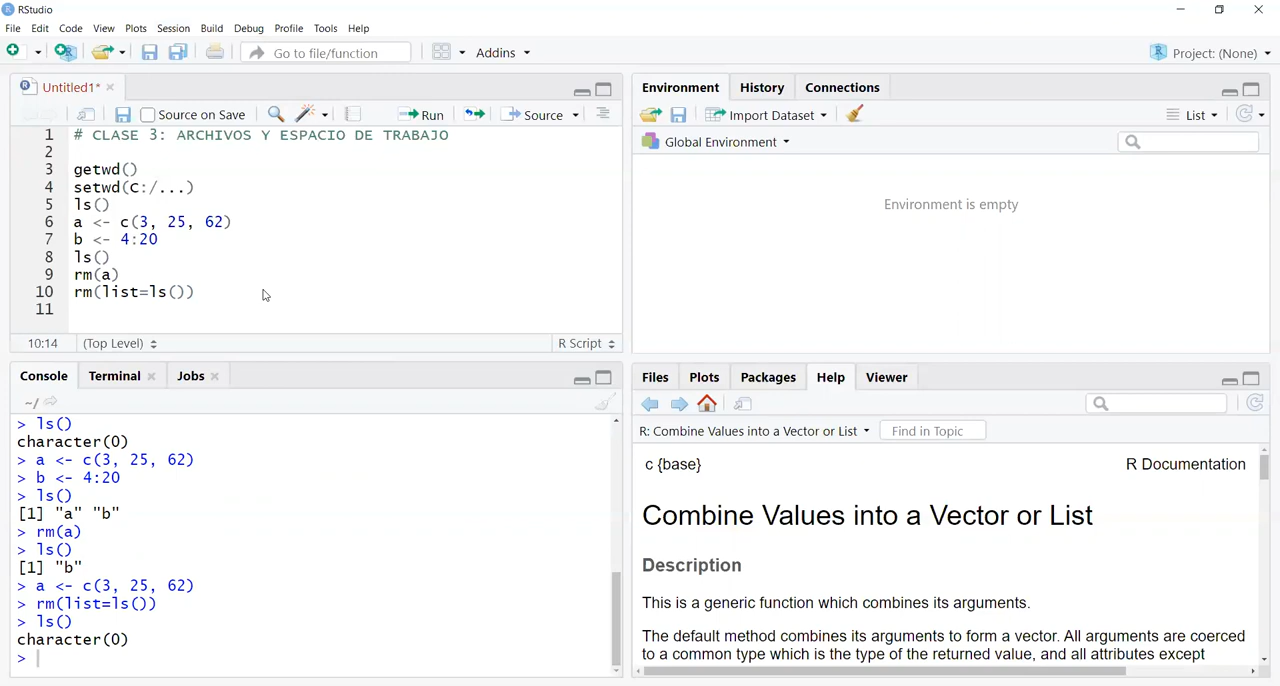 RStudio
File Edit Code View Plots Session Build Debug Profile Tools Help
Go to file/function Addins Project: (None)
Untitled1*
Source on Save Run Source
1 # CLASE 3: ARCHIVOS Y ESPACIO DE TRABAJO
2
3 getwd()
4 setwd(C:/...)
5 ls()
6 a <- c(3, 25, 62)
7 b <- 4:20
8 ls()
9 rm(a)
10 rm(list=ls())
11
10:14 (Top Level) R Script
Console Terminal Jobs
~/
> ls()
character(0)
> a <- c(3, 25, 62)
> b <- 4:20
> ls()
[1] "a" "b"
> rm(a)
> ls()
[1] "b"
> a <- c(3, 25, 62)
> rm(list=ls())
> ls()
character(0)
>
Environment History Connections
Import Dataset List
Global Environment
Environment is empty
Files Plots Packages Help Viewer
R: Combine Values into a Vector or List Find in Topic
c {base} R Documentation
Combine Values into a Vector or List
Description
This is a generic function which combines its arguments.
The default method combines its arguments to form a vector. All arguments are coerced
to a common type which is the type of the returned value, and all attributes except